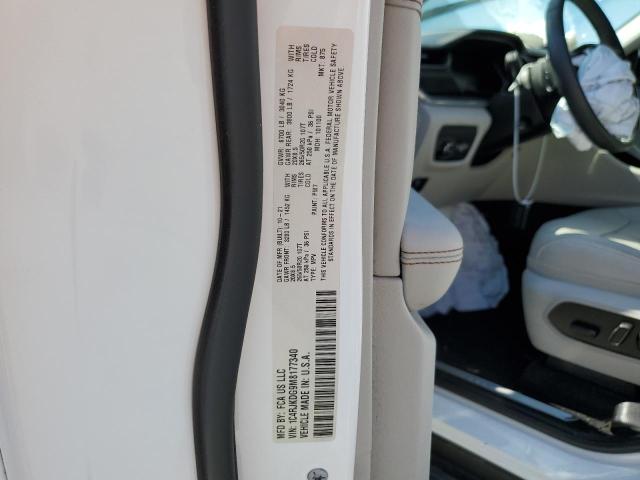 MFD BY: FCA US LLC
DATE OF MFR (BUILT): 10-21
GVWR: 6700 LB / 3040 KG
VIN: 1C4RJKDG9M8177340
VEHICLE MADE IN: U.S.A.
GAWR FRONT: 3200 LB / 1452 KG WITH
20X8.5 RIMS
265/50R20 107T TIRES
AT 250 kPa / 36 PSI COLD
GAWR REAR: 3800 LB / 1724 KG WITH
20X8.5 RIMS
265/50R20 107T TIRES
AT 250 kPa / 36 PSI COLD
TYPE: MPV PAINT: PW7 MDH: 101100 MKT: 875
THIS VEHICLE CONFORMS TO ALL APPLICABLE U.S.A. FEDERAL MOTOR VEHICLE SAFETY
STANDARDS IN EFFECT ON THE DATE OF MANUFACTURE SHOWN ABOVE